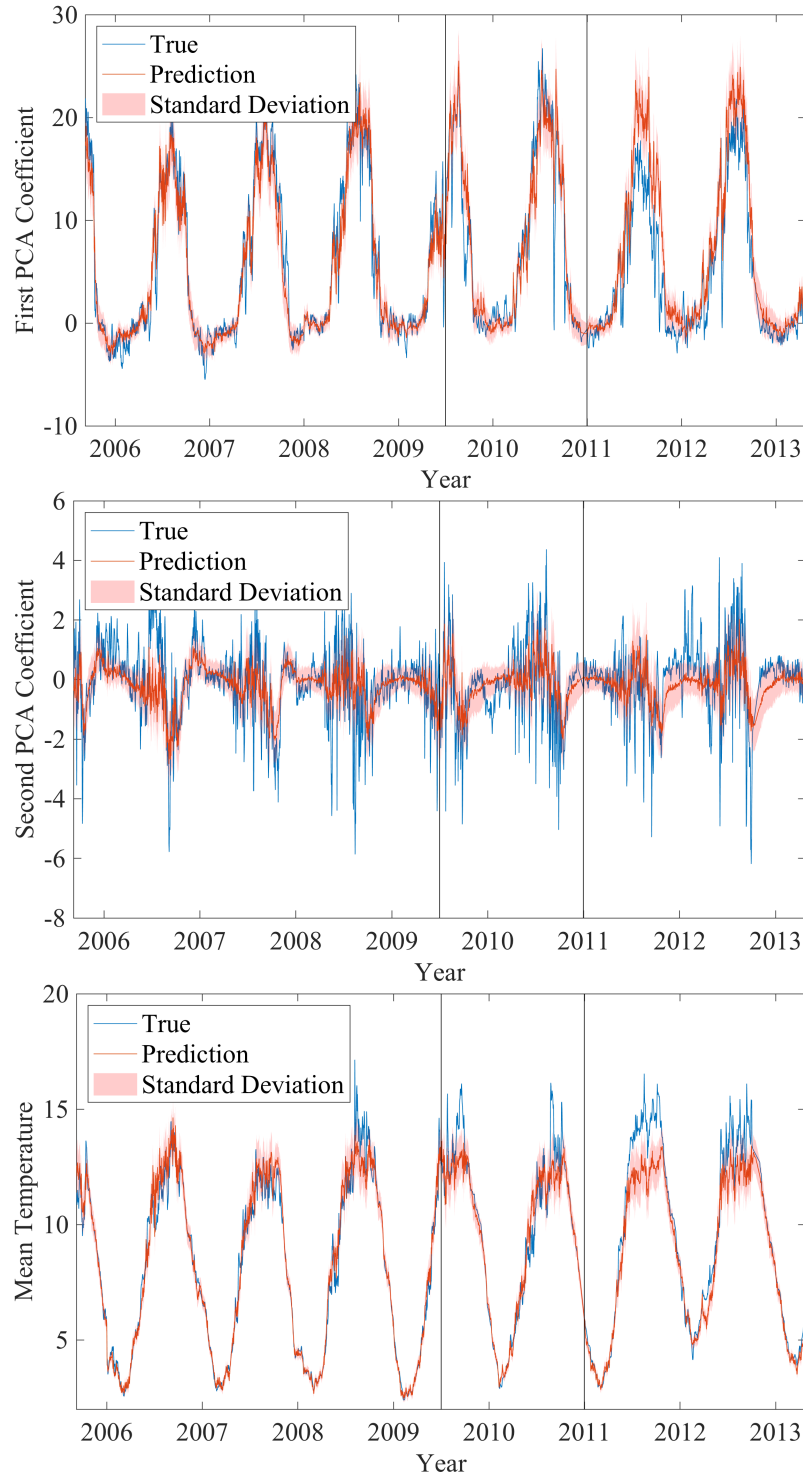 30
True
Prediction
Standard Deviation
20
10
0
-10
First PCA Coefficient
2006 2007 2008 2009 2010 2011 2012 2013
Year
6
True
Prediction
Standard Deviation
4
2
0
-2
-4
-6
-8
Second PCA Coefficient
2006 2007 2008 2009 2010 2011 2012 2013
Year
20
True
Prediction
Standard Deviation
15
10
5
Mean Temperature
2006 2007 2008 2009 2010 2011 2012 2013
Year